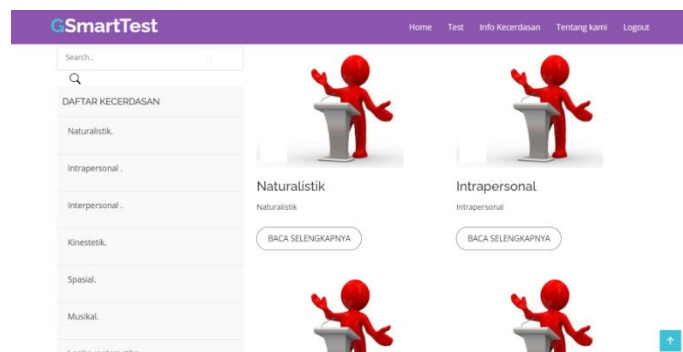 GSmartTest
Home Test Info Kecerdasan Tentang kami Logout
Search..
DAFTAR KECERDASAN
Naturalistik.
Intrapersonal .
Interpersonal .
Kinestetik.
Spasial.
Musikal.
Naturalistik
Naturalistik
BACA SELENGKAPNYA
Intrapersonal
Intrapersonal
BACA SELENGKAPNYA